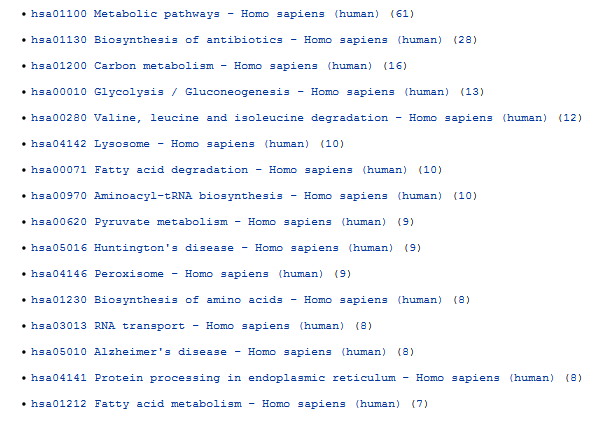 • hsa01100 Metabolic pathways - Homo sapiens (human) (61)
• hsa01130 Biosynthesis of antibiotics - Homo sapiens (human) (28)
• hsa01200 Carbon metabolism - Homo sapiens (human) (16)
• hsa00010 Glycolysis / Gluconeogenesis - Homo sapiens (human) (13)
• hsa00280 Valine, leucine and isoleucine degradation - Homo sapiens (human) (12)
• hsa04142 Lysosome - Homo sapiens (human) (10)
• hsa00071 Fatty acid degradation - Homo sapiens (human) (10)
• hsa00970 Aminoacyl-tRNA biosynthesis - Homo sapiens (human) (10)
• hsa00620 Pyruvate metabolism - Homo sapiens (human) (9)
• hsa05016 Huntington's disease - Homo sapiens (human) (9)
• hsa04146 Peroxisome - Homo sapiens (human) (9)
• hsa01230 Biosynthesis of amino acids - Homo sapiens (human) (8)
• hsa03013 RNA transport - Homo sapiens (human) (8)
• hsa05010 Alzheimer's disease - Homo sapiens (human) (8)
• hsa04141 Protein processing in endoplasmic reticulum - Homo sapiens (human) (8)
• hsa01212 Fatty acid metabolism - Homo sapiens (human) (7)